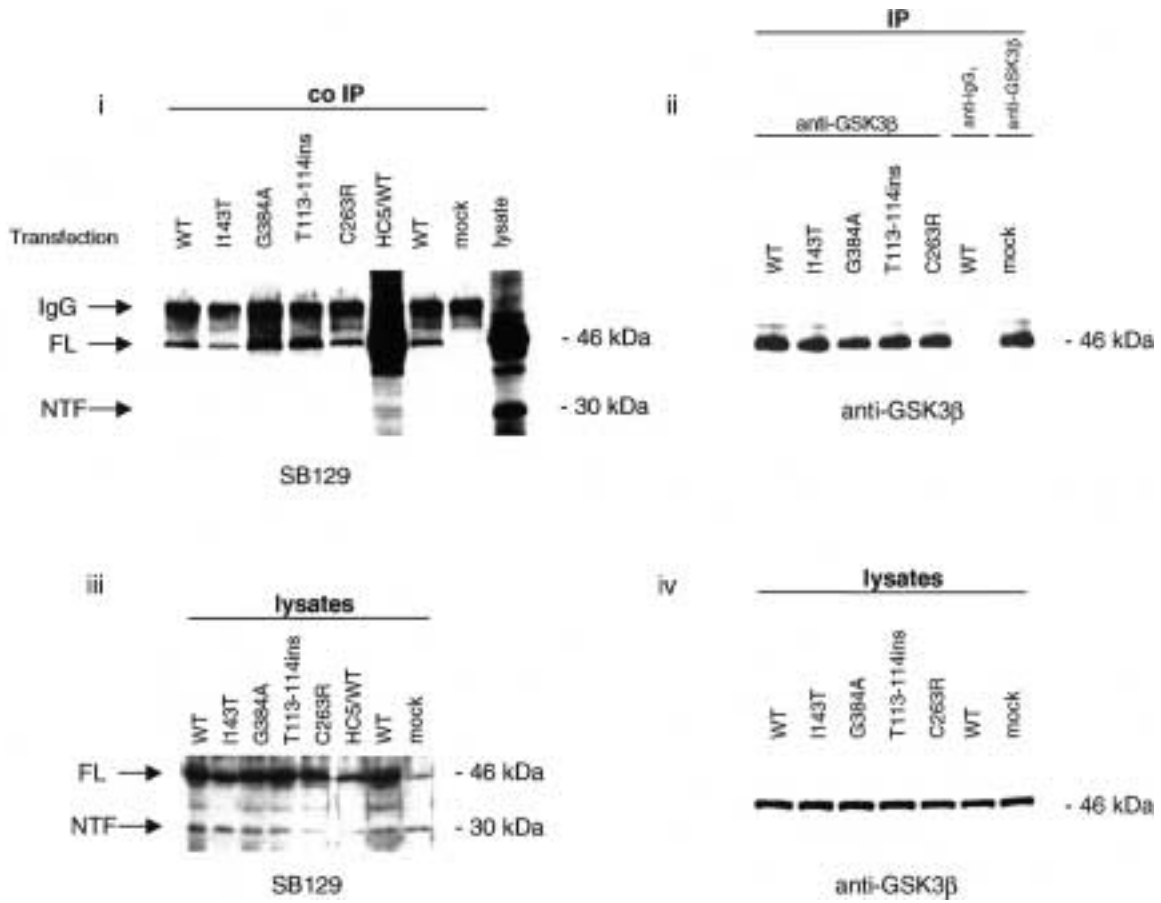 i
co IP
Transfection
WT
I143T
G384A
T113-114ins
C263R
HC5/WT
WT
mock
lysate
IgG
FL
NTF
- 46 kDa
- 30 kDa
SB129
ii
IP
anti-GSK3β
anti-IgG₁
anti-GSK3β
WT
I143T
G384A
T113-114ins
C263R
WT
mock
- 46 kDa
anti-GSK3β
iii
lysates
WT
I143T
G384A
T113-114ins
C263R
HC5/WT
WT
mock
FL
NTF
- 46 kDa
- 30 kDa
SB129
iv
lysates
WT
I143T
G384A
T113-114ins
C263R
WT
mock
- 46 kDa
anti-GSK3β